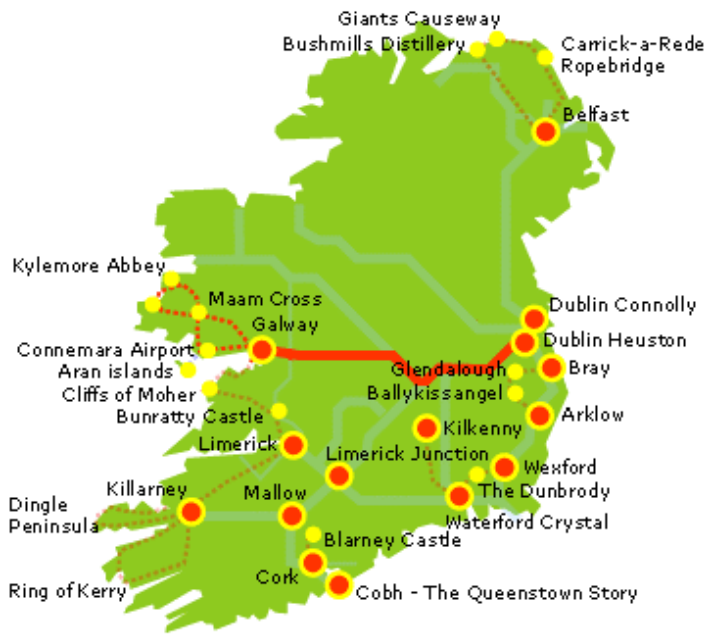 Giants Causeway
Bushmills Distillery
Carrick-a-Rede
Ropebridge
Belfast
Kylemore Abbey
Maam Cross
Galway
Dublin Connolly
Dublin Heuston
Connemara Airport
Aran islands
Glendalough
Bray
Cliffs of Moher
Ballykissangel
Bunratty Castle
Arklow
Kilkenny
Limerick
Limerick Junction
Wexford
Killarney
Mallow
The Dunbrody
Dingle
Peninsula
Waterford Crystal
Blarney Castle
Cork
Ring of Kerry
Cobh - The Queenstown Story